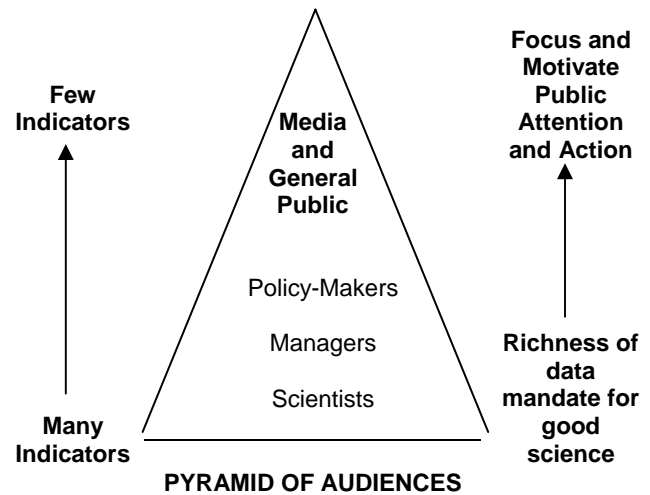 Few
Indicators
Many
Indicators
Media
and
General
Public
Policy-Makers
Managers
Scientists
Focus and
Motivate
Public
Attention
and Action
Richness of
data
mandate for
good
science
PYRAMID OF AUDIENCES